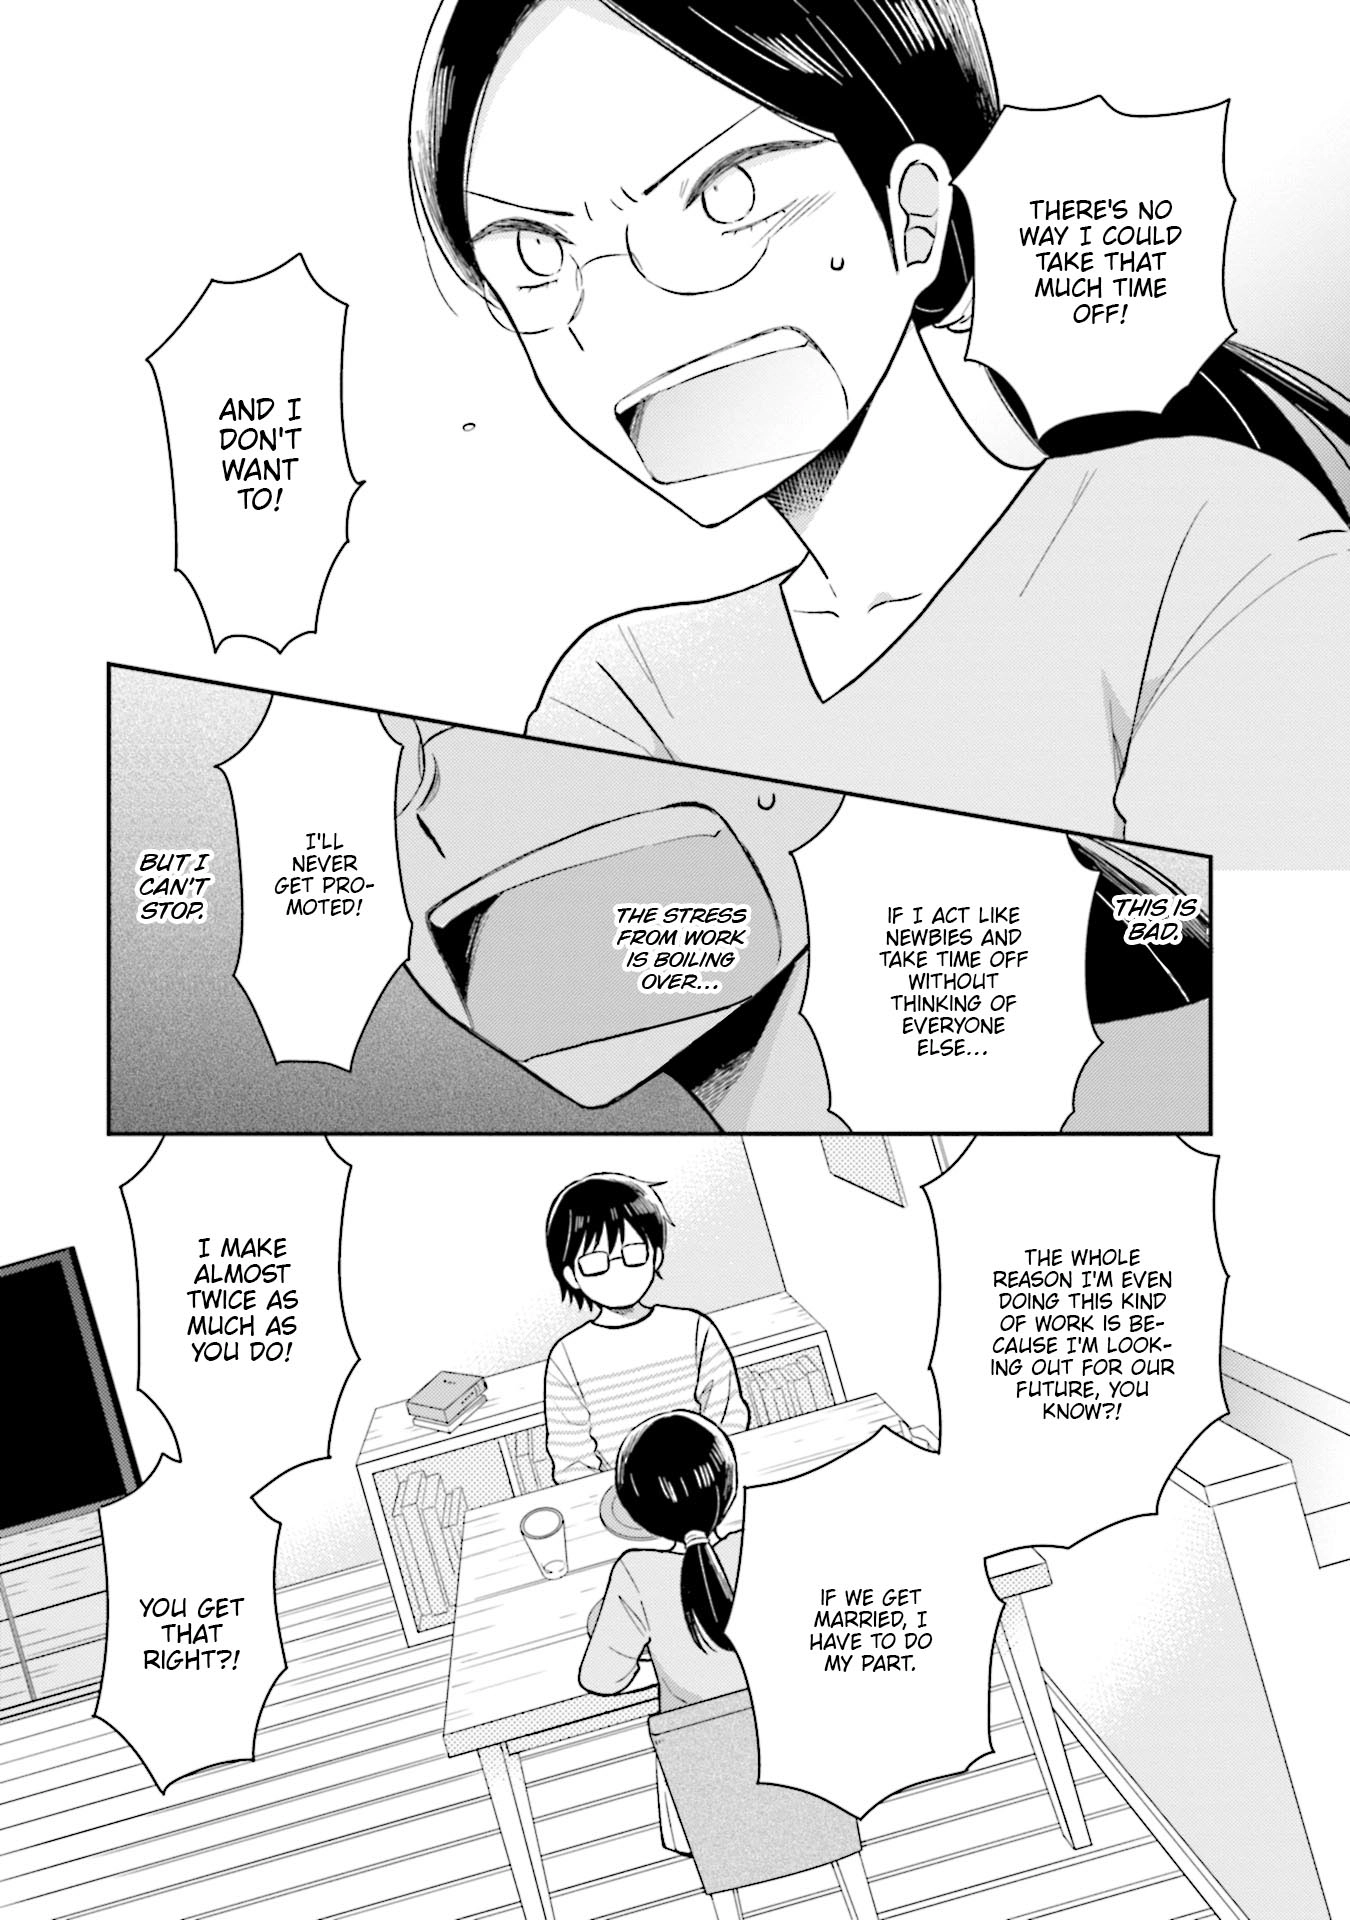 THERE'S NO
WAY I COULD
TAKE THAT
MUCH TIME
OFF!
AND I
DON'T
WANT
TO!
THIS IS
BAD.
IF I ACT LIKE
NEWBIES AND
TAKE TIME OFF
WITHOUT
THINKING OF
EVERYONE
ELSE...
THE STRESS
FROM WORK
IS BOILING
OVER...
I'LL
NEVER
GET PRO-
MOTED!
BUT I
CAN'T
STOP.
THE WHOLE
REASON I'M EVEN
DOING THIS KIND
OF WORK IS BE-
CAUSE I'M LOOK-
ING OUT FOR OUR
FUTURE, YOU
KNOW?!
IF WE GET
MARRIED, I
HAVE TO DO
MY PART.
I MAKE
ALMOST
TWICE AS
MUCH AS
YOU DO!
YOU GET
THAT
RIGHT?!